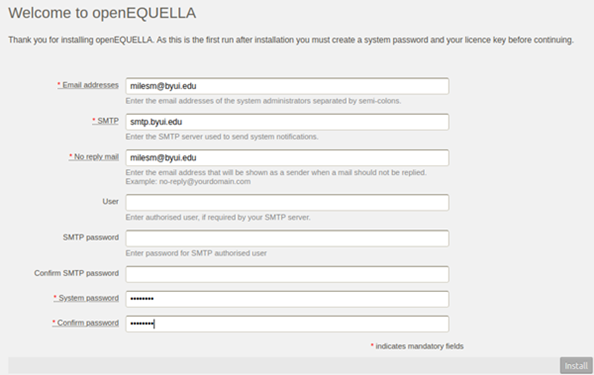 Welcome to openEQUELLA
Thank you for installing openEQUELLA. As this is the first run after installation you must create a system password and your licence key before continuing.
* Email addresses milesm@byui.edu
Enter the email addresses of the system administrators separated by semi-colons.
* SMTP smtp.byui.edu
Enter the SMTP server used to send system notifications.
* No reply mail milesm@byui.edu
Enter the email address that will be shown as a sender when a mail should not be replied.
Example: no-reply@yourdomain.com
User
Enter authorised user, if required by your SMTP server.
SMTP password
Enter password for SMTP authorised user
Confirm SMTP password
* System password ••••••••
* Confirm password ••••••••
* indicates mandatory fields
Install